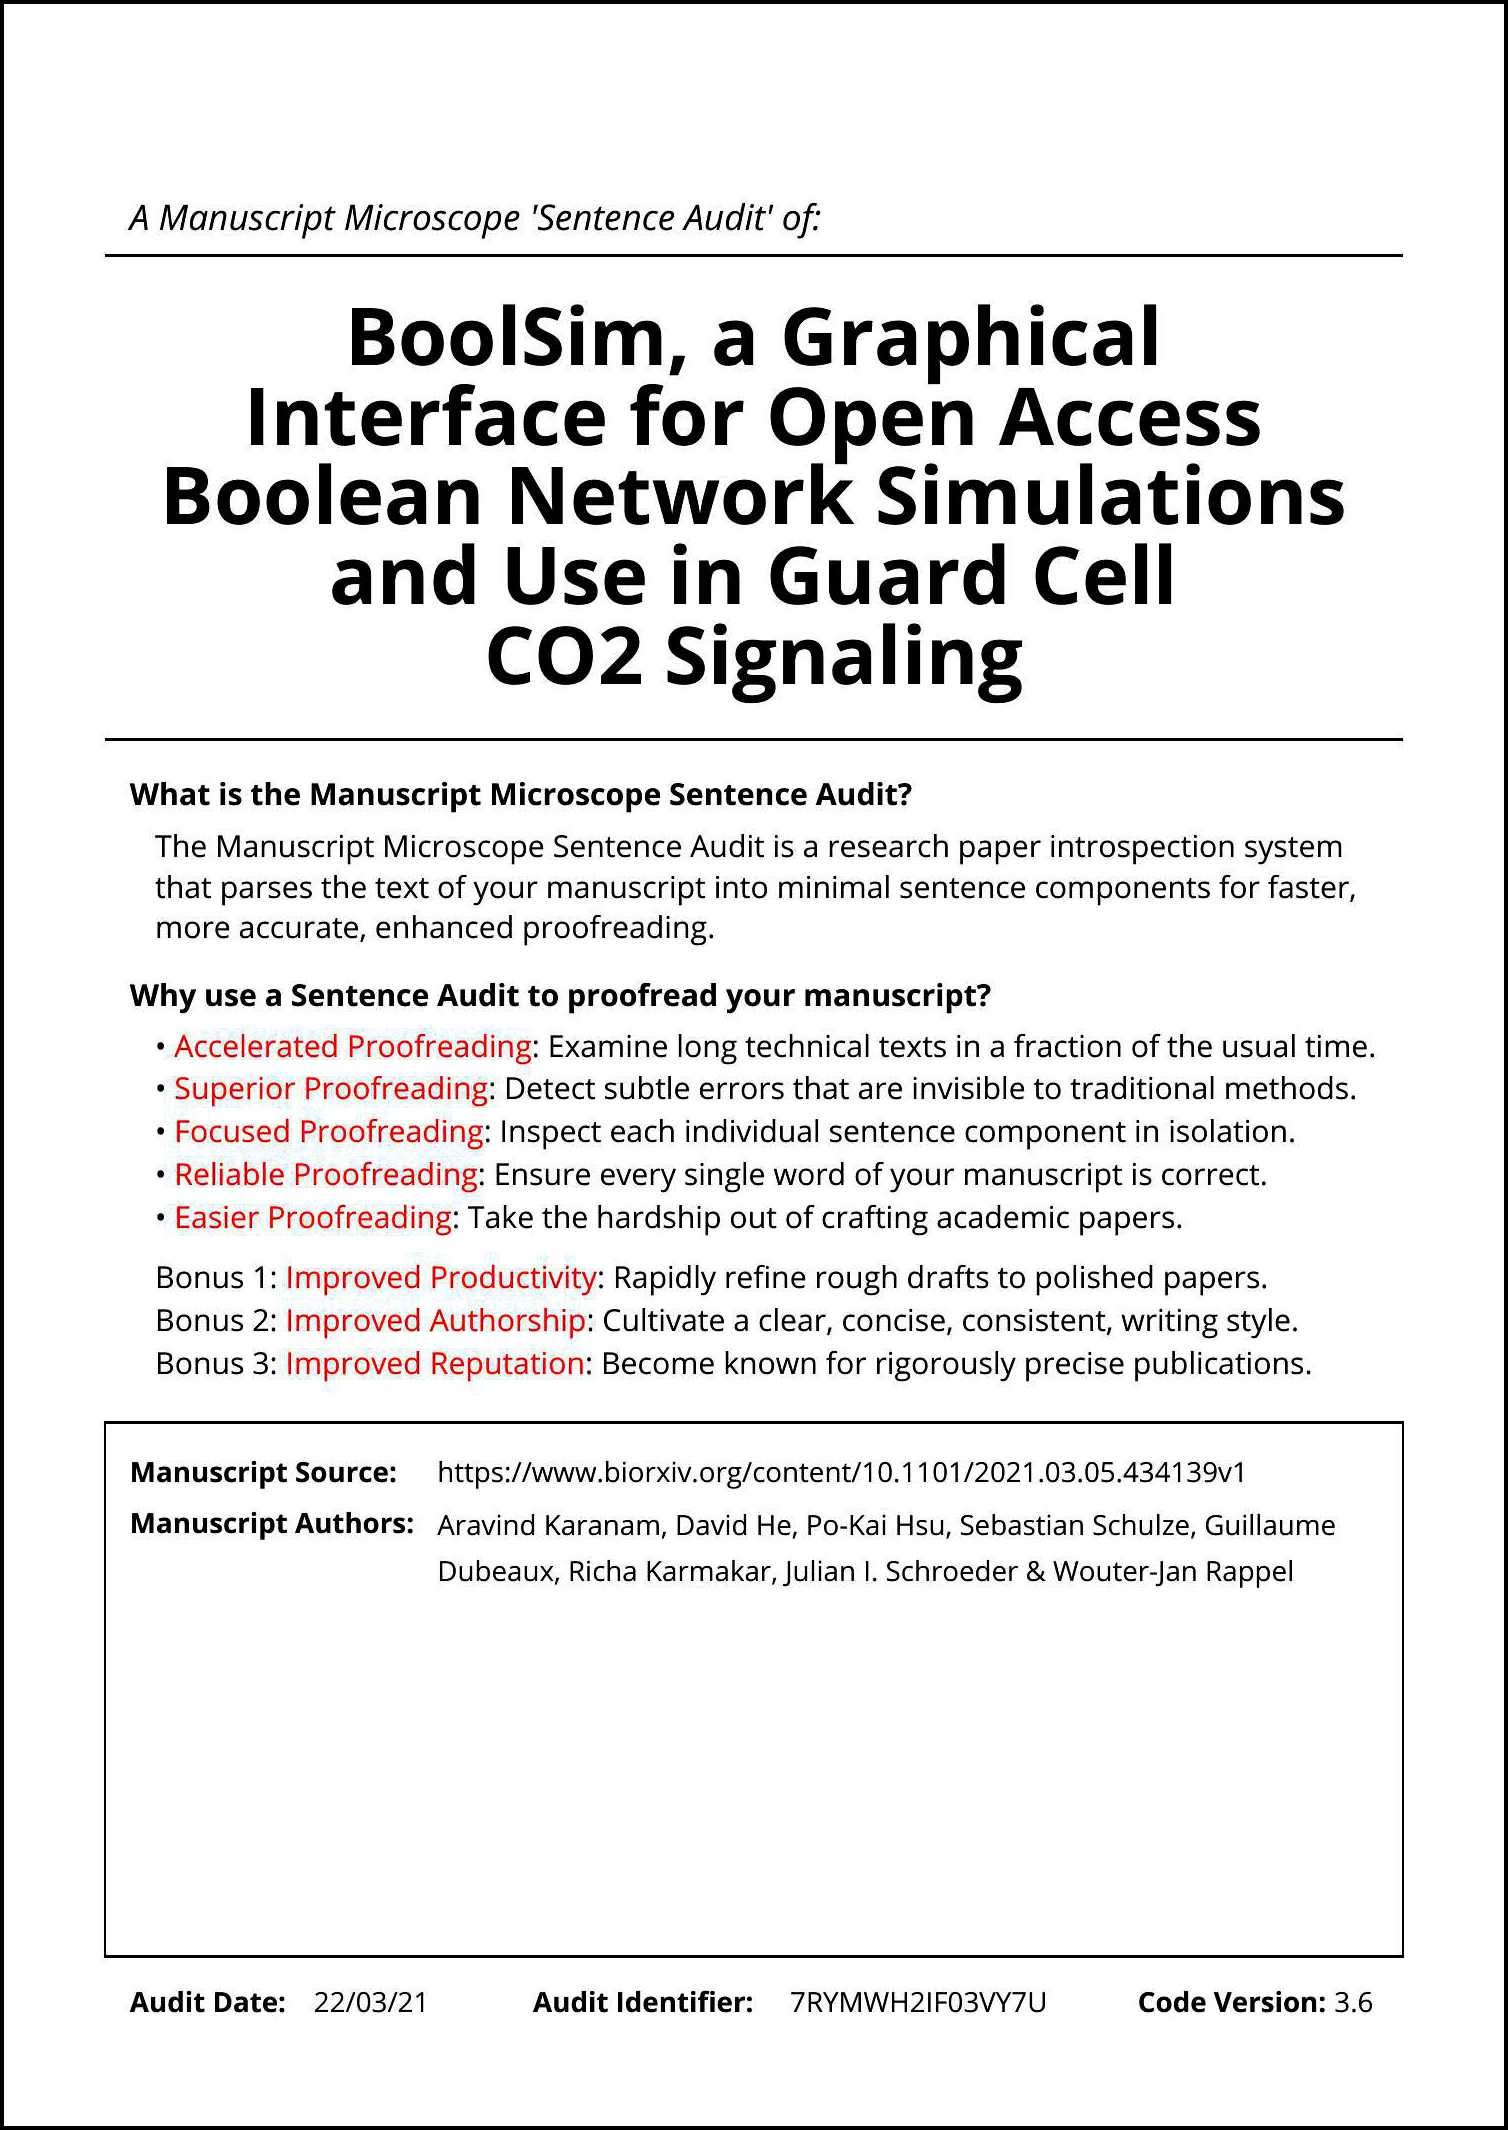 A Manuscript Microscope 'Sentence Audit' of:
BoolSim, a Graphical
Interface for Open Access
Boolean Network Simulations
and Use in Guard Cell
CO2 Signaling
What is the Manuscript Microscope Sentence Audit?
The Manuscript Microscope Sentence Audit is a research paper introspection system
that parses the text of your manuscript into minimal sentence components for faster,
more accurate, enhanced proofreading.
Why use a Sentence Audit to proofread your manuscript?
• Accelerated Proofreading: Examine long technical texts in a fraction of the usual time.
• Superior Proofreading: Detect subtle errors that are invisible to traditional methods.
• Focused Proofreading: Inspect each individual sentence component in isolation.
• Reliable Proofreading: Ensure every single word of your manuscript is correct.
• Easier Proofreading: Take the hardship out of crafting academic papers.
Bonus 1: Improved Productivity: Rapidly refine rough drafts to polished papers.
Bonus 2: Improved Authorship: Cultivate a clear, concise, consistent, writing style.
Bonus 3: Improved Reputation: Become known for rigorously precise publications.
Manuscript Source: https://www.biorxiv.org/content/10.1101/2021.03.05.434139v1
Manuscript Authors: Aravind Karanam, David He, Po-Kai Hsu, Sebastian Schulze, Guillaume
Dubeaux, Richa Karmakar, Julian I. Schroeder & Wouter-Jan Rappel
Audit Date: 22/03/21 Audit Identifier: 7RYMWH2IF03VY7U Code Version: 3.6